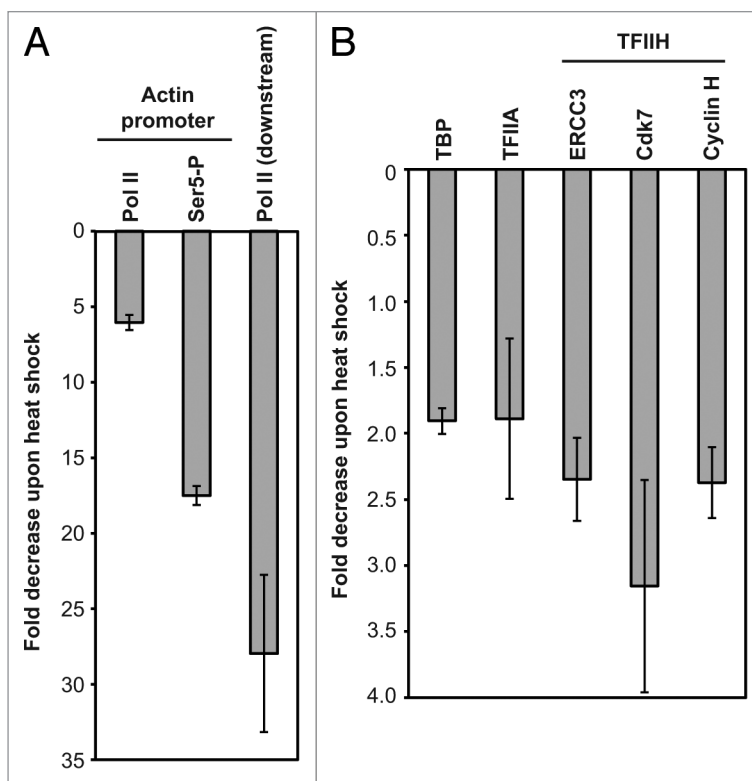 A
Actin
promoter
Pol II
Ser5-P
Pol II (downstream)
Fold decrease upon heat shock
0
5
10
15
20
25
30
35
B
TFIIH
TBP
TFIIA
ERCC3
Cdk7
Cyclin H
Fold decrease upon heat shock
0
0.5
1.0
1.5
2.0
2.5
3.0
3.5
4.0